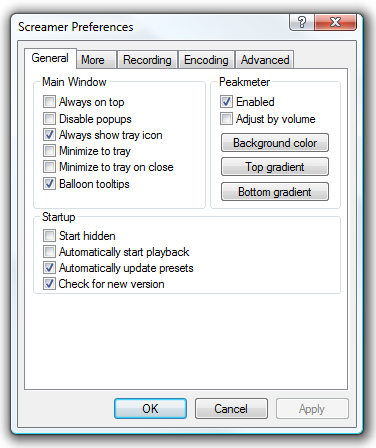 Screamer Preferences
General More Recording Encoding Advanced
Main Window
Always on top
Disable popups
Always show tray icon
Minimize to tray
Minimize to tray on close
Balloon tooltips
Peakmeter
Enabled
Adjust by volume
Background color
Top gradient
Bottom gradient
Startup
Start hidden
Automatically start playback
Automatically update presets
Check for new version
OK Cancel Apply